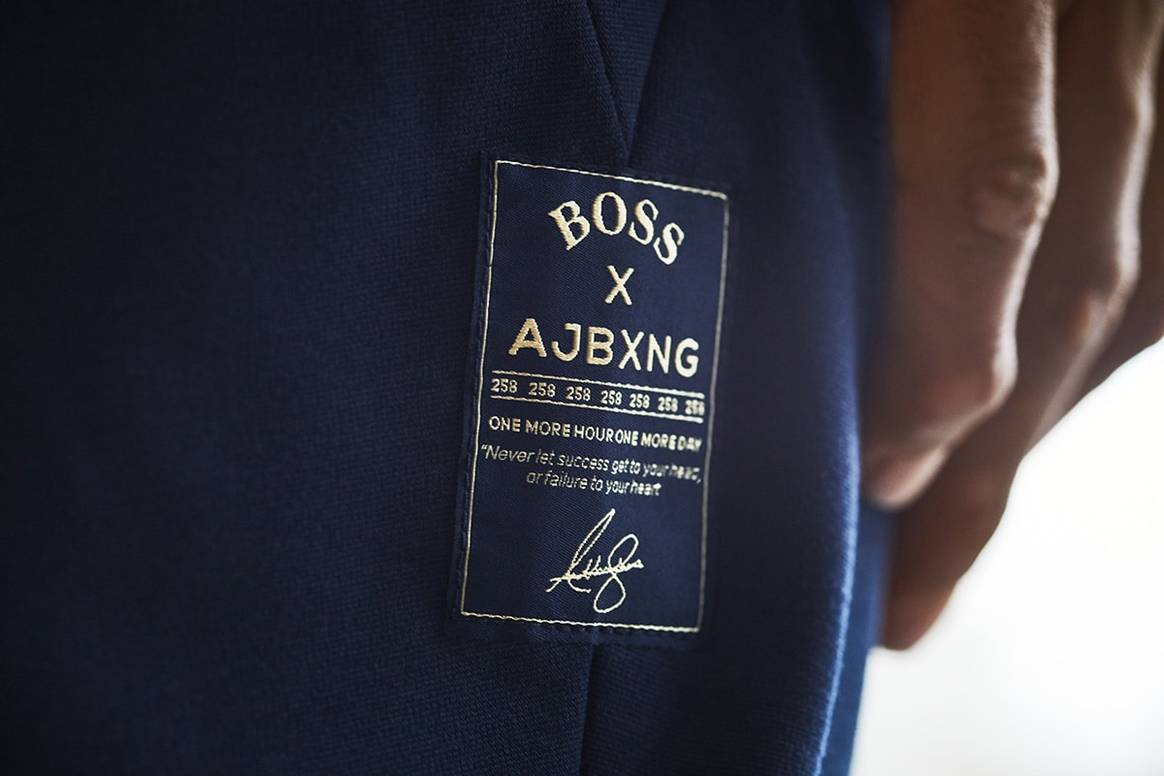 BOSS
X
AJBXNG
258 258 258 258 258 258 258
ONE MORE HOUR ONE MORE DAY
“Never let success get to your head,
or failure to your heart